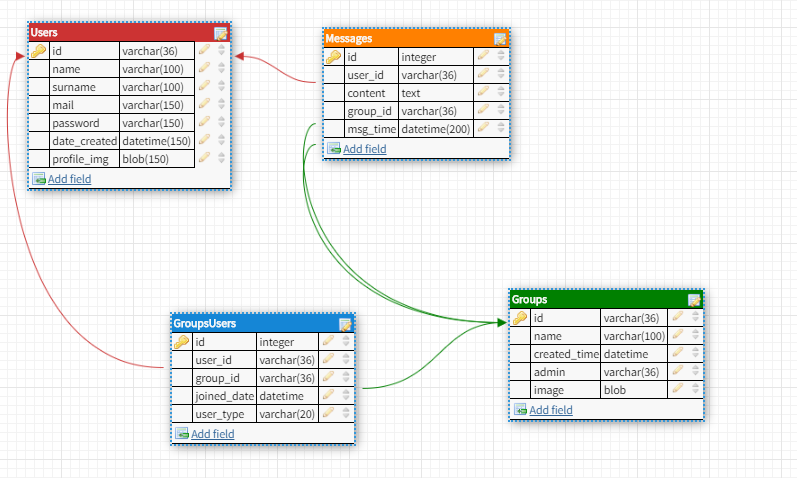 Users
id varchar(36)
name varchar(100)
surname varchar(100)
mail varchar(150)
password varchar(150)
date_created datetime(150)
profile_img blob(150)
Add field
Messages
id integer
user_id varchar(36)
content text
group_id varchar(36)
msg_time datetime(200)
Add field
GroupsUsers
id integer
user_id varchar(36)
group_id varchar(36)
joined_date datetime
user_type varchar(20)
Add field
Groups
id varchar(36)
name varchar(100)
created_time datetime
admin varchar(36)
image blob
Add field